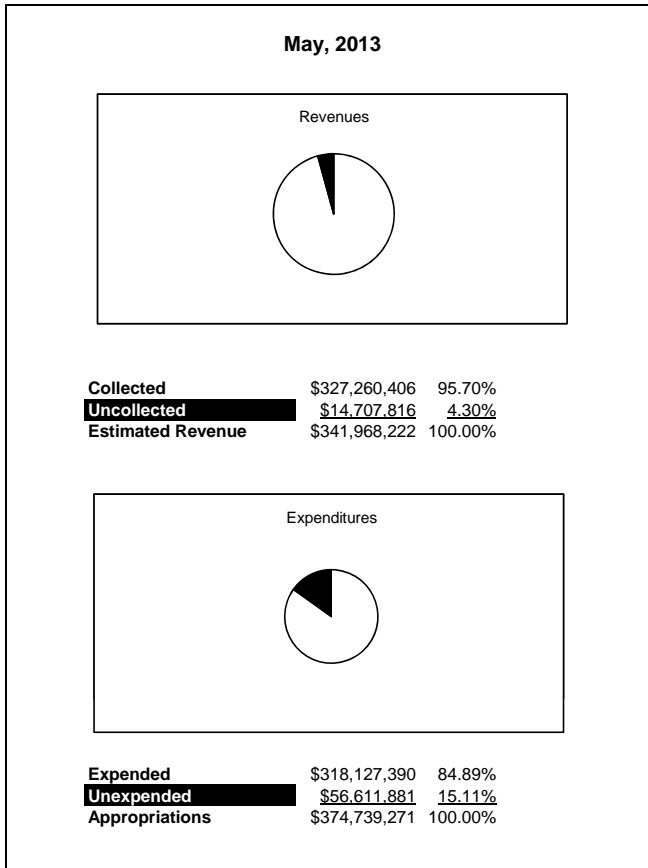 May, 2013
Revenues
Collected $327,260,406 95.70%
Uncollected $14,707,816 4.30%
Estimated Revenue $341,968,222 100.00%
Expenditures
Expended $318,127,390 84.89%
Unexpended $56,611,881 15.11%
Appropriations $374,739,271 100.00%